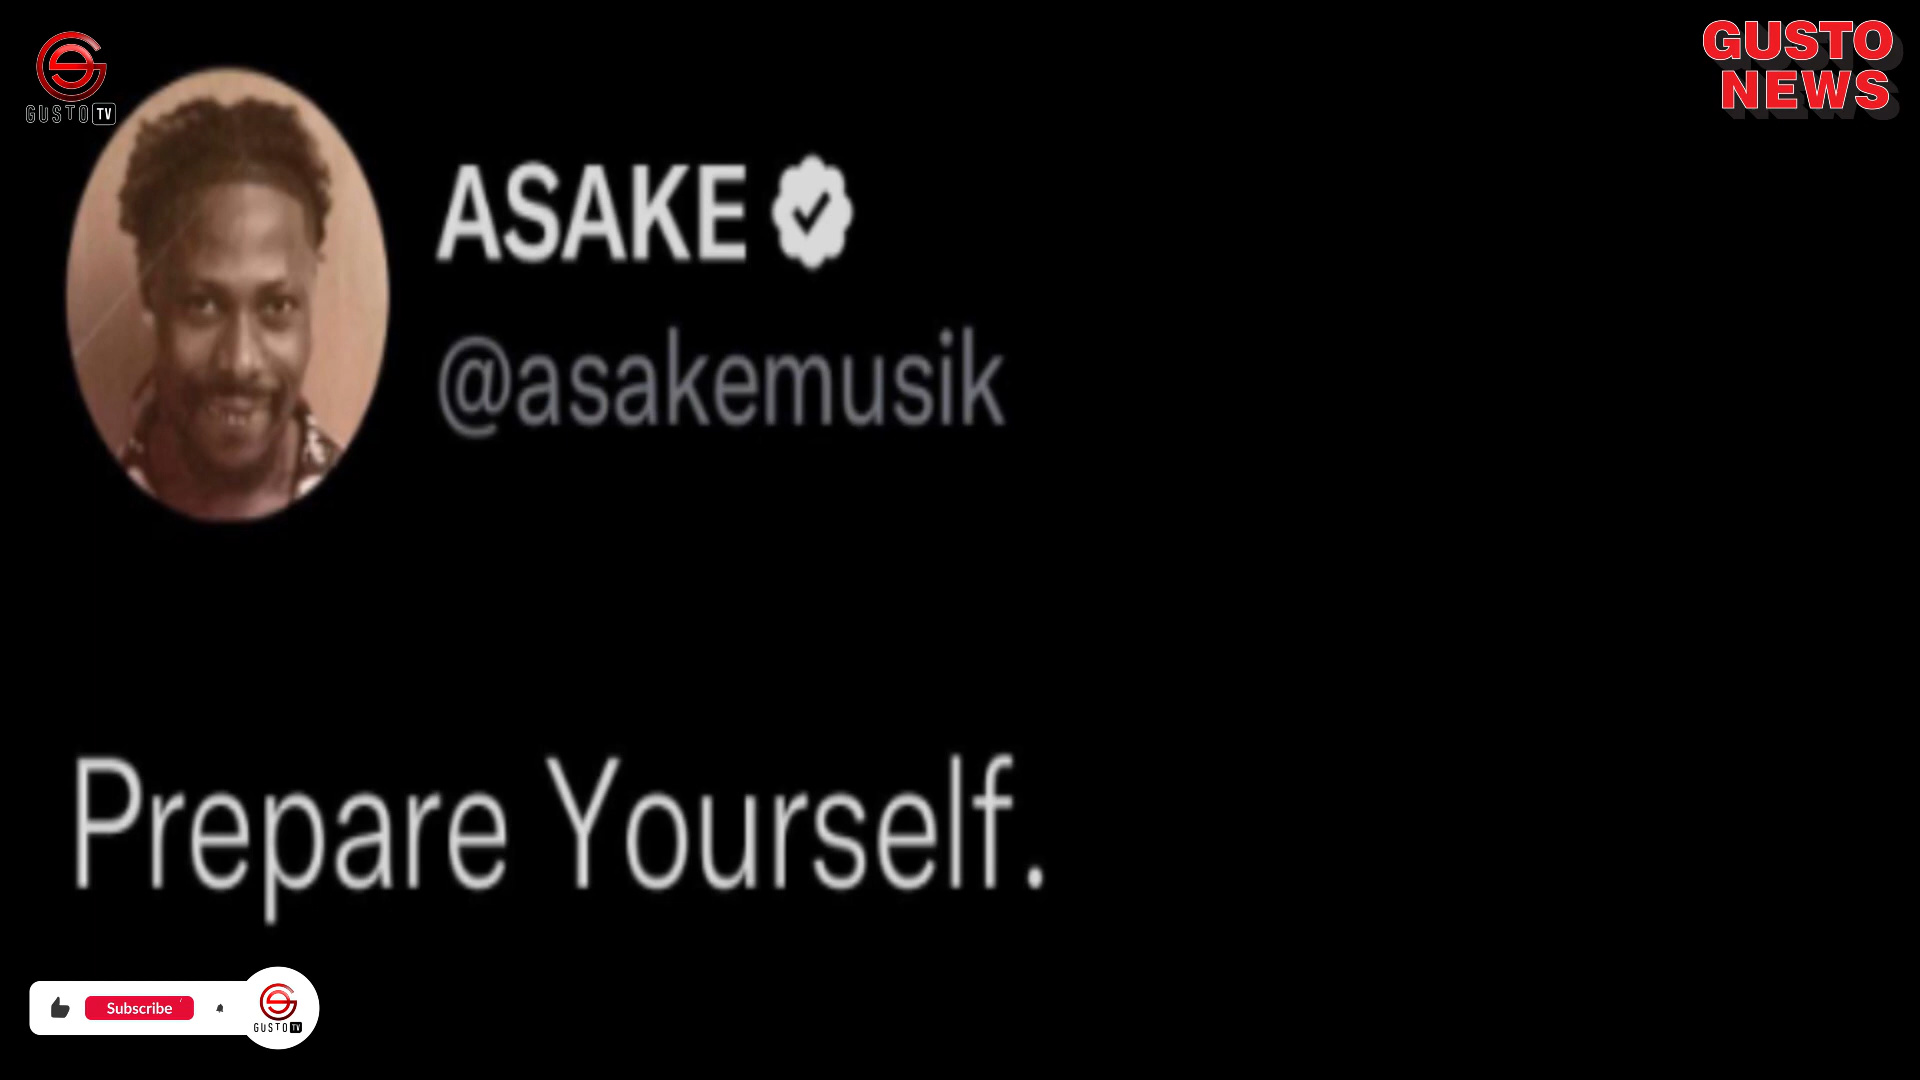 GUSTO TV
GUSTO
NEWS
ASAKE
@asakemusik
Prepare Yourself.
Subscribe
GUSTO TV